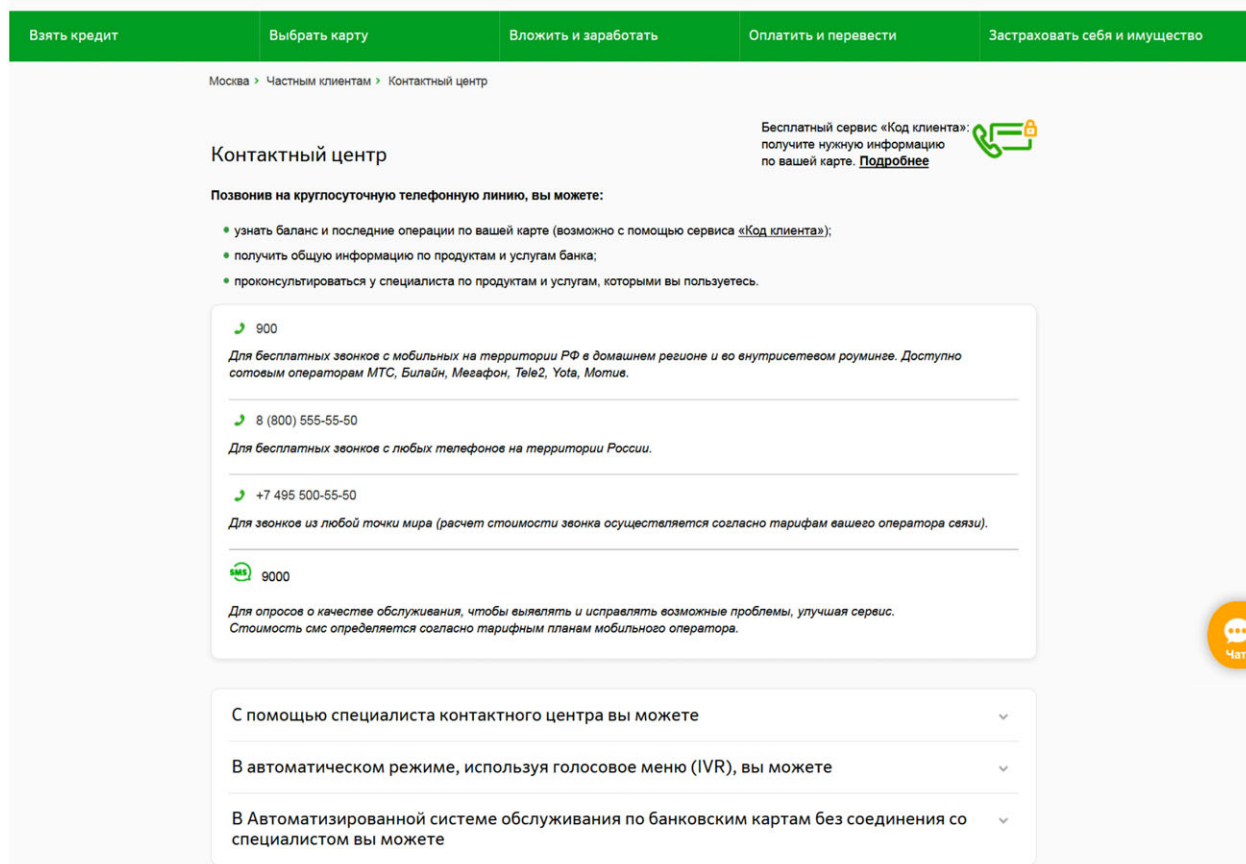 Взять кредит
Выбрать карту
Вложить и заработать
Оплатить и перевести
Застраховать себя и имущество
Москва > Частным клиентам > Контактный центр
Бесплатный сервис «Код клиента»:
получите нужную информацию
по вашей карте. Подробнее
Контактный центр
Позвонив на круглосуточную телефонную линию, вы можете:
• узнать баланс и последние операции по вашей карте (возможно с помощью сервиса «Код клиента»);
• получить общую информацию по продуктам и услугам банка;
• проконсультироваться у специалиста по продуктам и услугам, которыми вы пользуетесь.
900
Для бесплатных звонков с мобильных на территории РФ в домашнем регионе и во внутрисетевом роуминге. Доступно
сотовым операторам МТС, Билайн, Мегафон, Tele2, Yota, Мотив.
8 (800) 555-55-50
Для бесплатных звонков с любых телефонов на территории России.
+7 495 500-55-50
Для звонков из любой точки мира (расчет стоимости звонка осуществляется согласно тарифам вашего оператора связи).
SMS 9000
Для опросов о качестве обслуживания, чтобы выявлять и исправлять возможные проблемы, улучшая сервис.
Стоимость смс определяется согласно тарифным планам мобильного оператора.
Чат
С помощью специалиста контактного центра вы можете
В автоматическом режиме, используя голосовое меню (IVR), вы можете
В Автоматизированной системе обслуживания по банковским картам без соединения со
специалистом вы можете